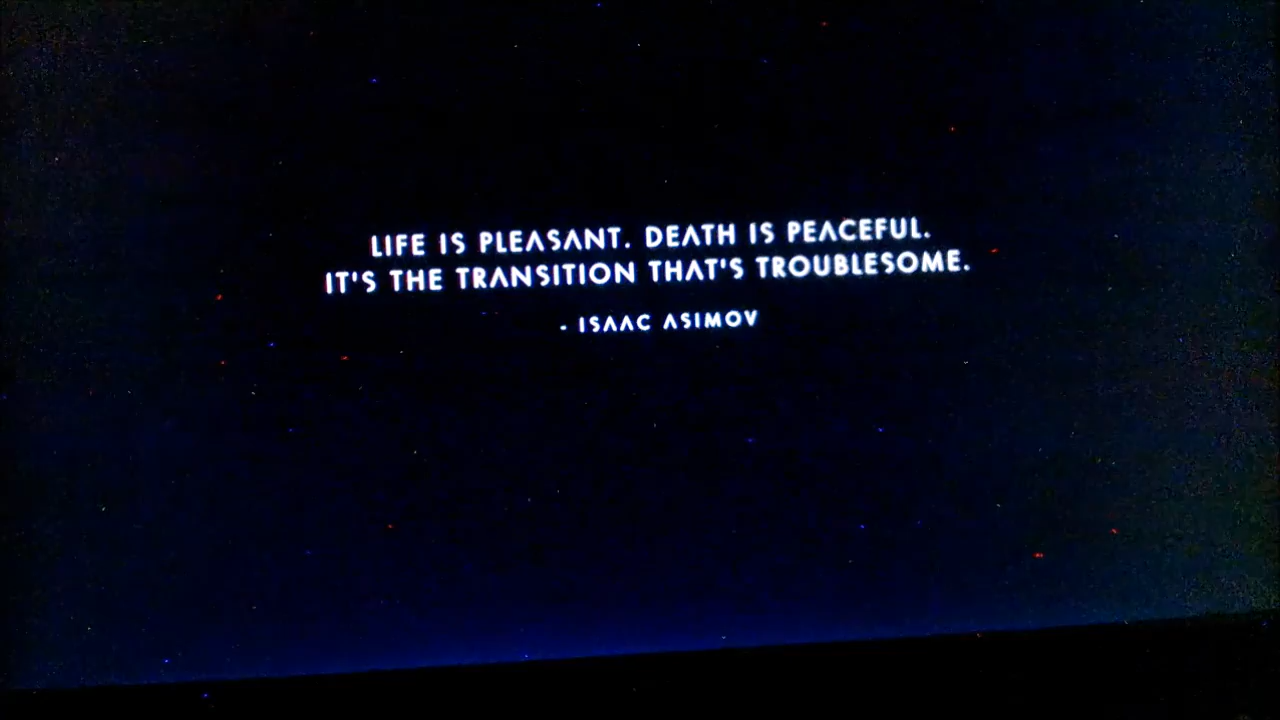 LIFE IS PLEASANT. DEATH IS PEACEFUL.
IT'S THE TRANSITION THAT'S TROUBLESOME.
- ISAAC ASIMOV